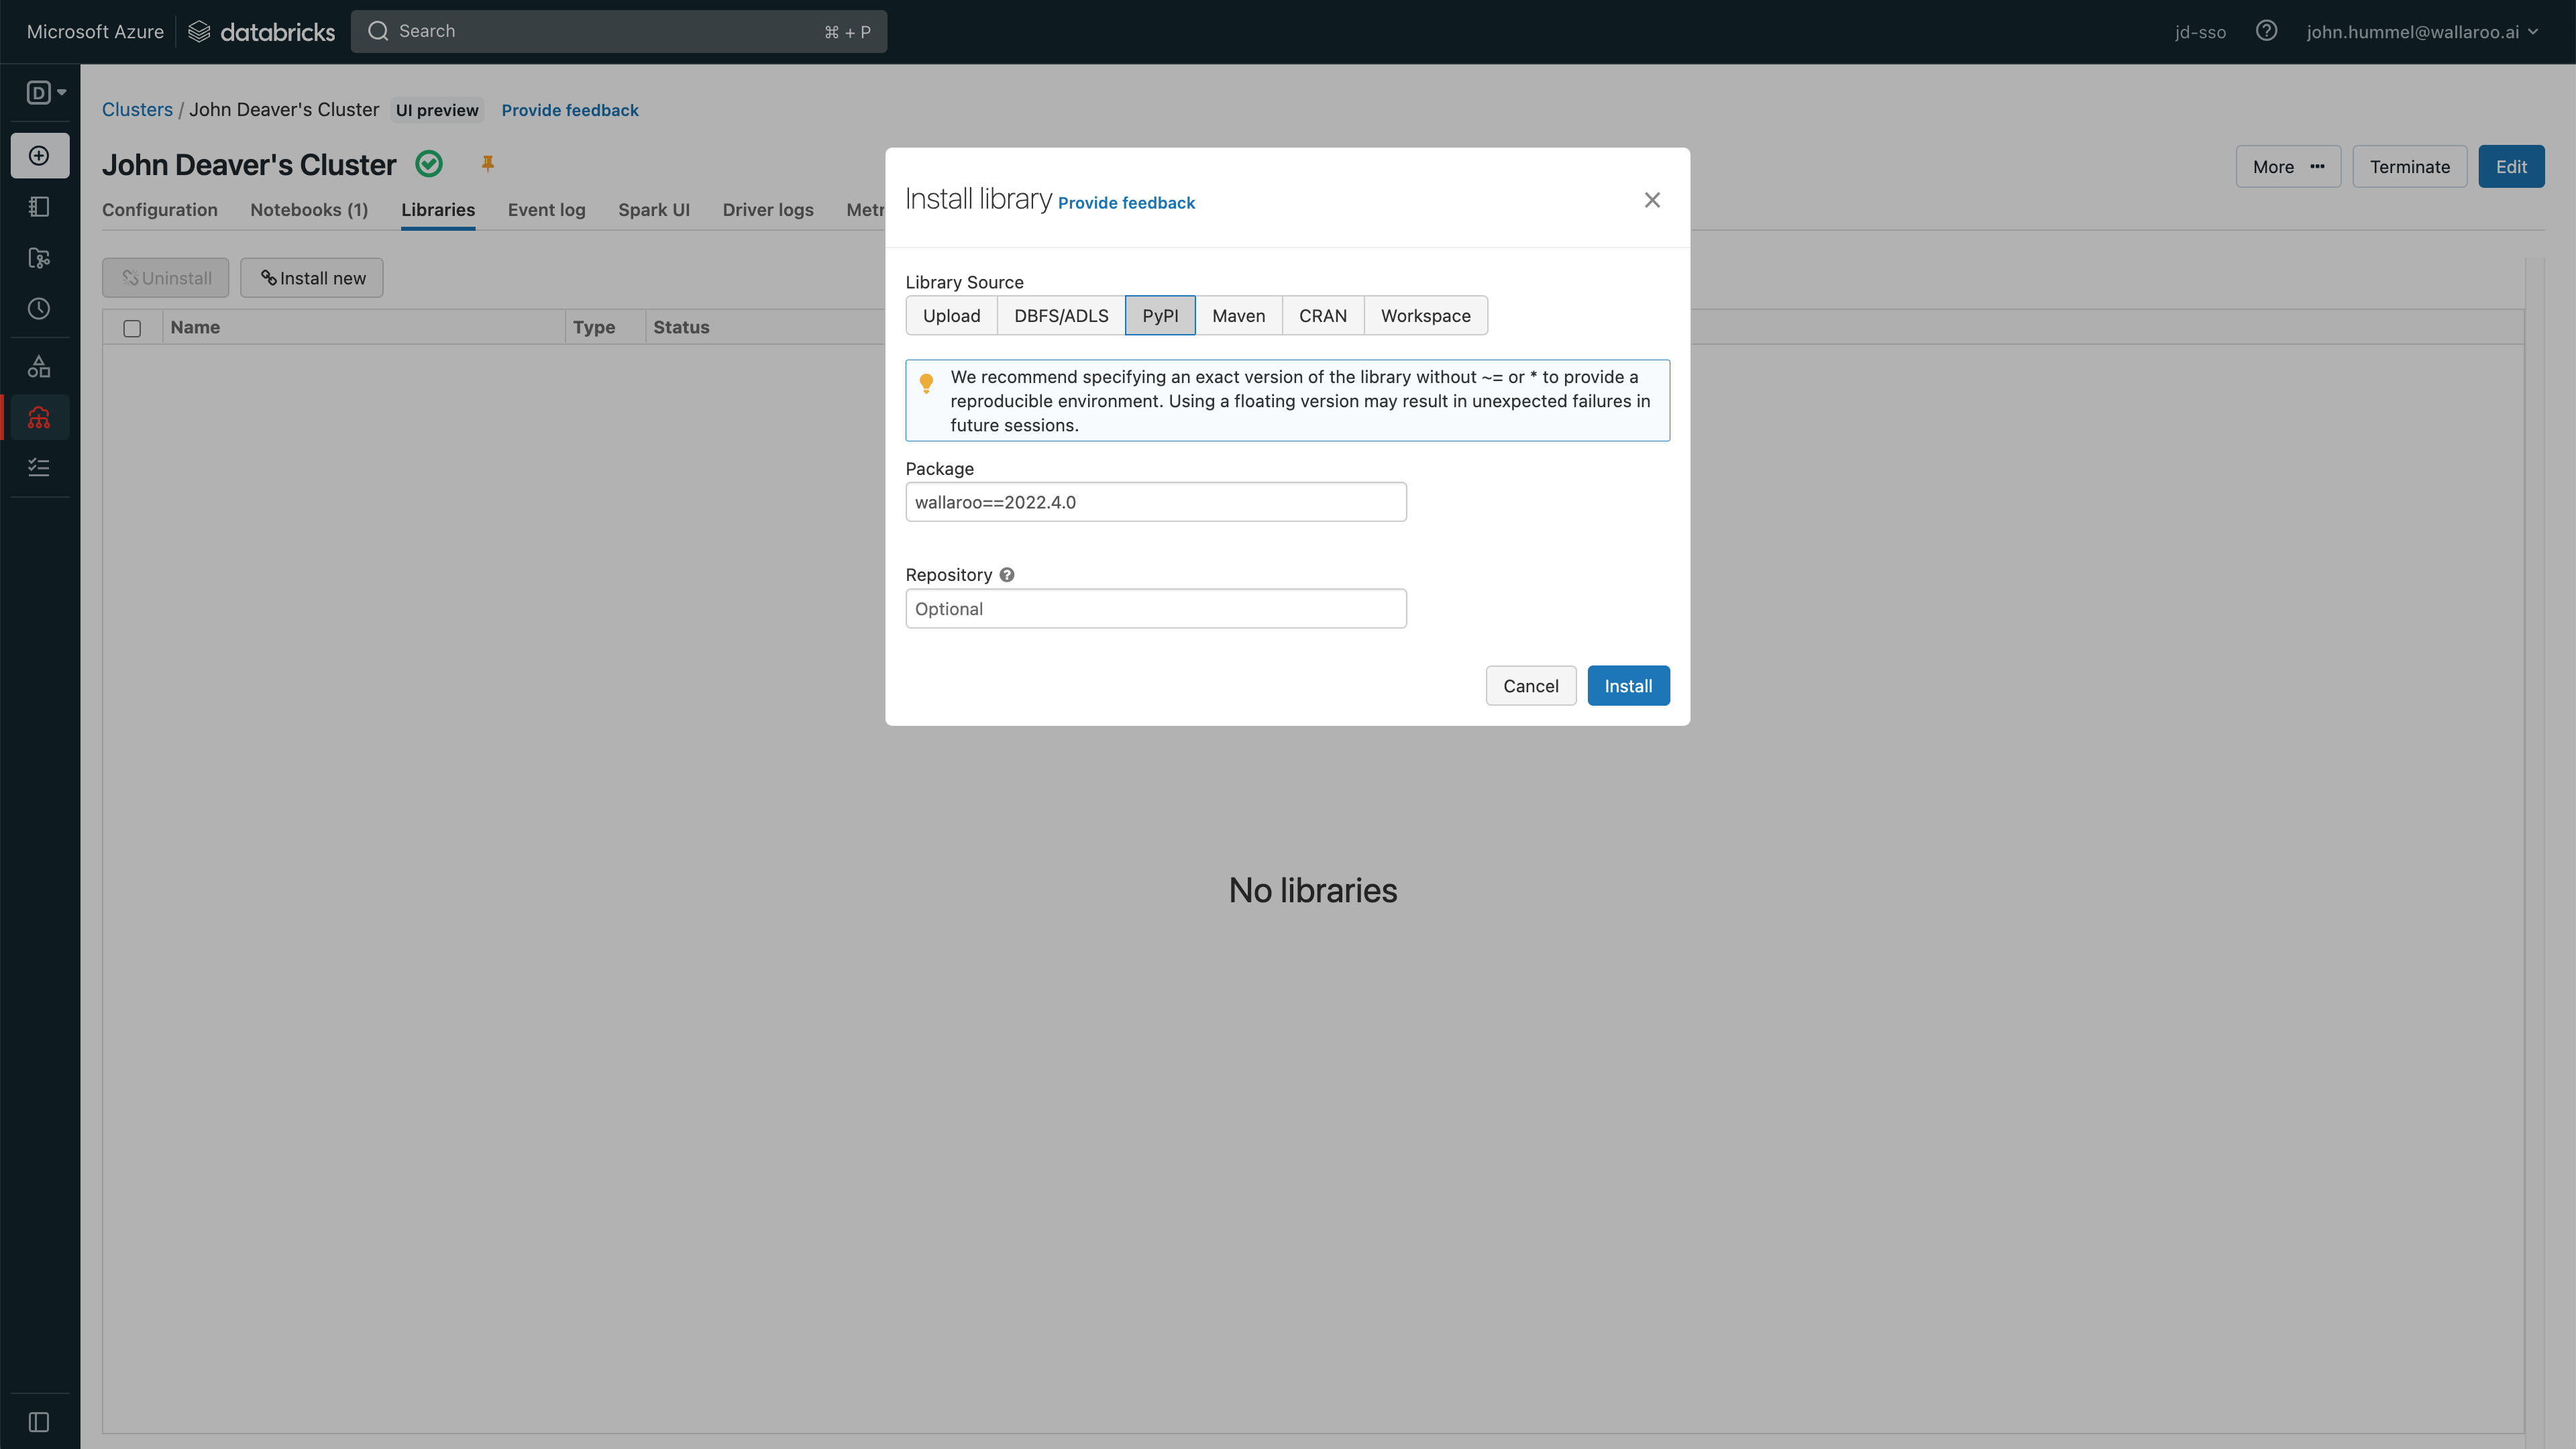 Microsoft Azure databricks Search ⌘ + P jd-sso john.hummel@wallaroo.ai
D
Clusters / John Deaver's Cluster UI preview Provide feedback
John Deaver's Cluster More Terminate Edit
Configuration Notebooks (1) Libraries Event log Spark UI Driver logs Metr
Uninstall Install new
Name Type Status
Install library Provide feedback
Library Source
Upload DBFS/ADLS PyPI Maven CRAN Workspace
We recommend specifying an exact version of the library without ~= or * to provide a
reproducible environment. Using a floating version may result in unexpected failures in
future sessions.
Package
wallaroo==2022.4.0
Repository ?
Optional
Cancel Install
No libraries